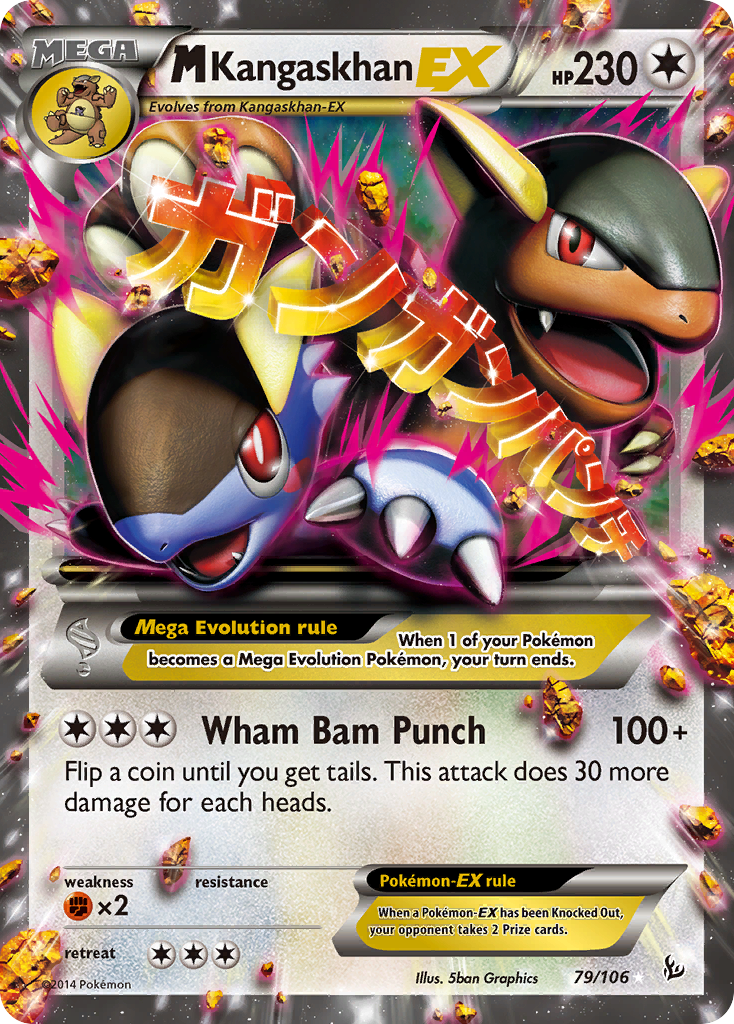 MEGA
M Kangaskhan EX
HP 230
Evolves from Kangaskhan-EX
ガンガンパンチ
Mega Evolution rule
When 1 of your Pokémon
becomes a Mega Evolution Pokémon, your turn ends.
Wham Bam Punch 100+
Flip a coin until you get tails. This attack does 30 more
damage for each heads.
weakness resistance
×2
Pokémon-EX rule
When a Pokémon-EX has been Knocked Out,
your opponent takes 2 Prize cards.
retreat
Illus. 5ban Graphics 79/106
©2014 Pokémon